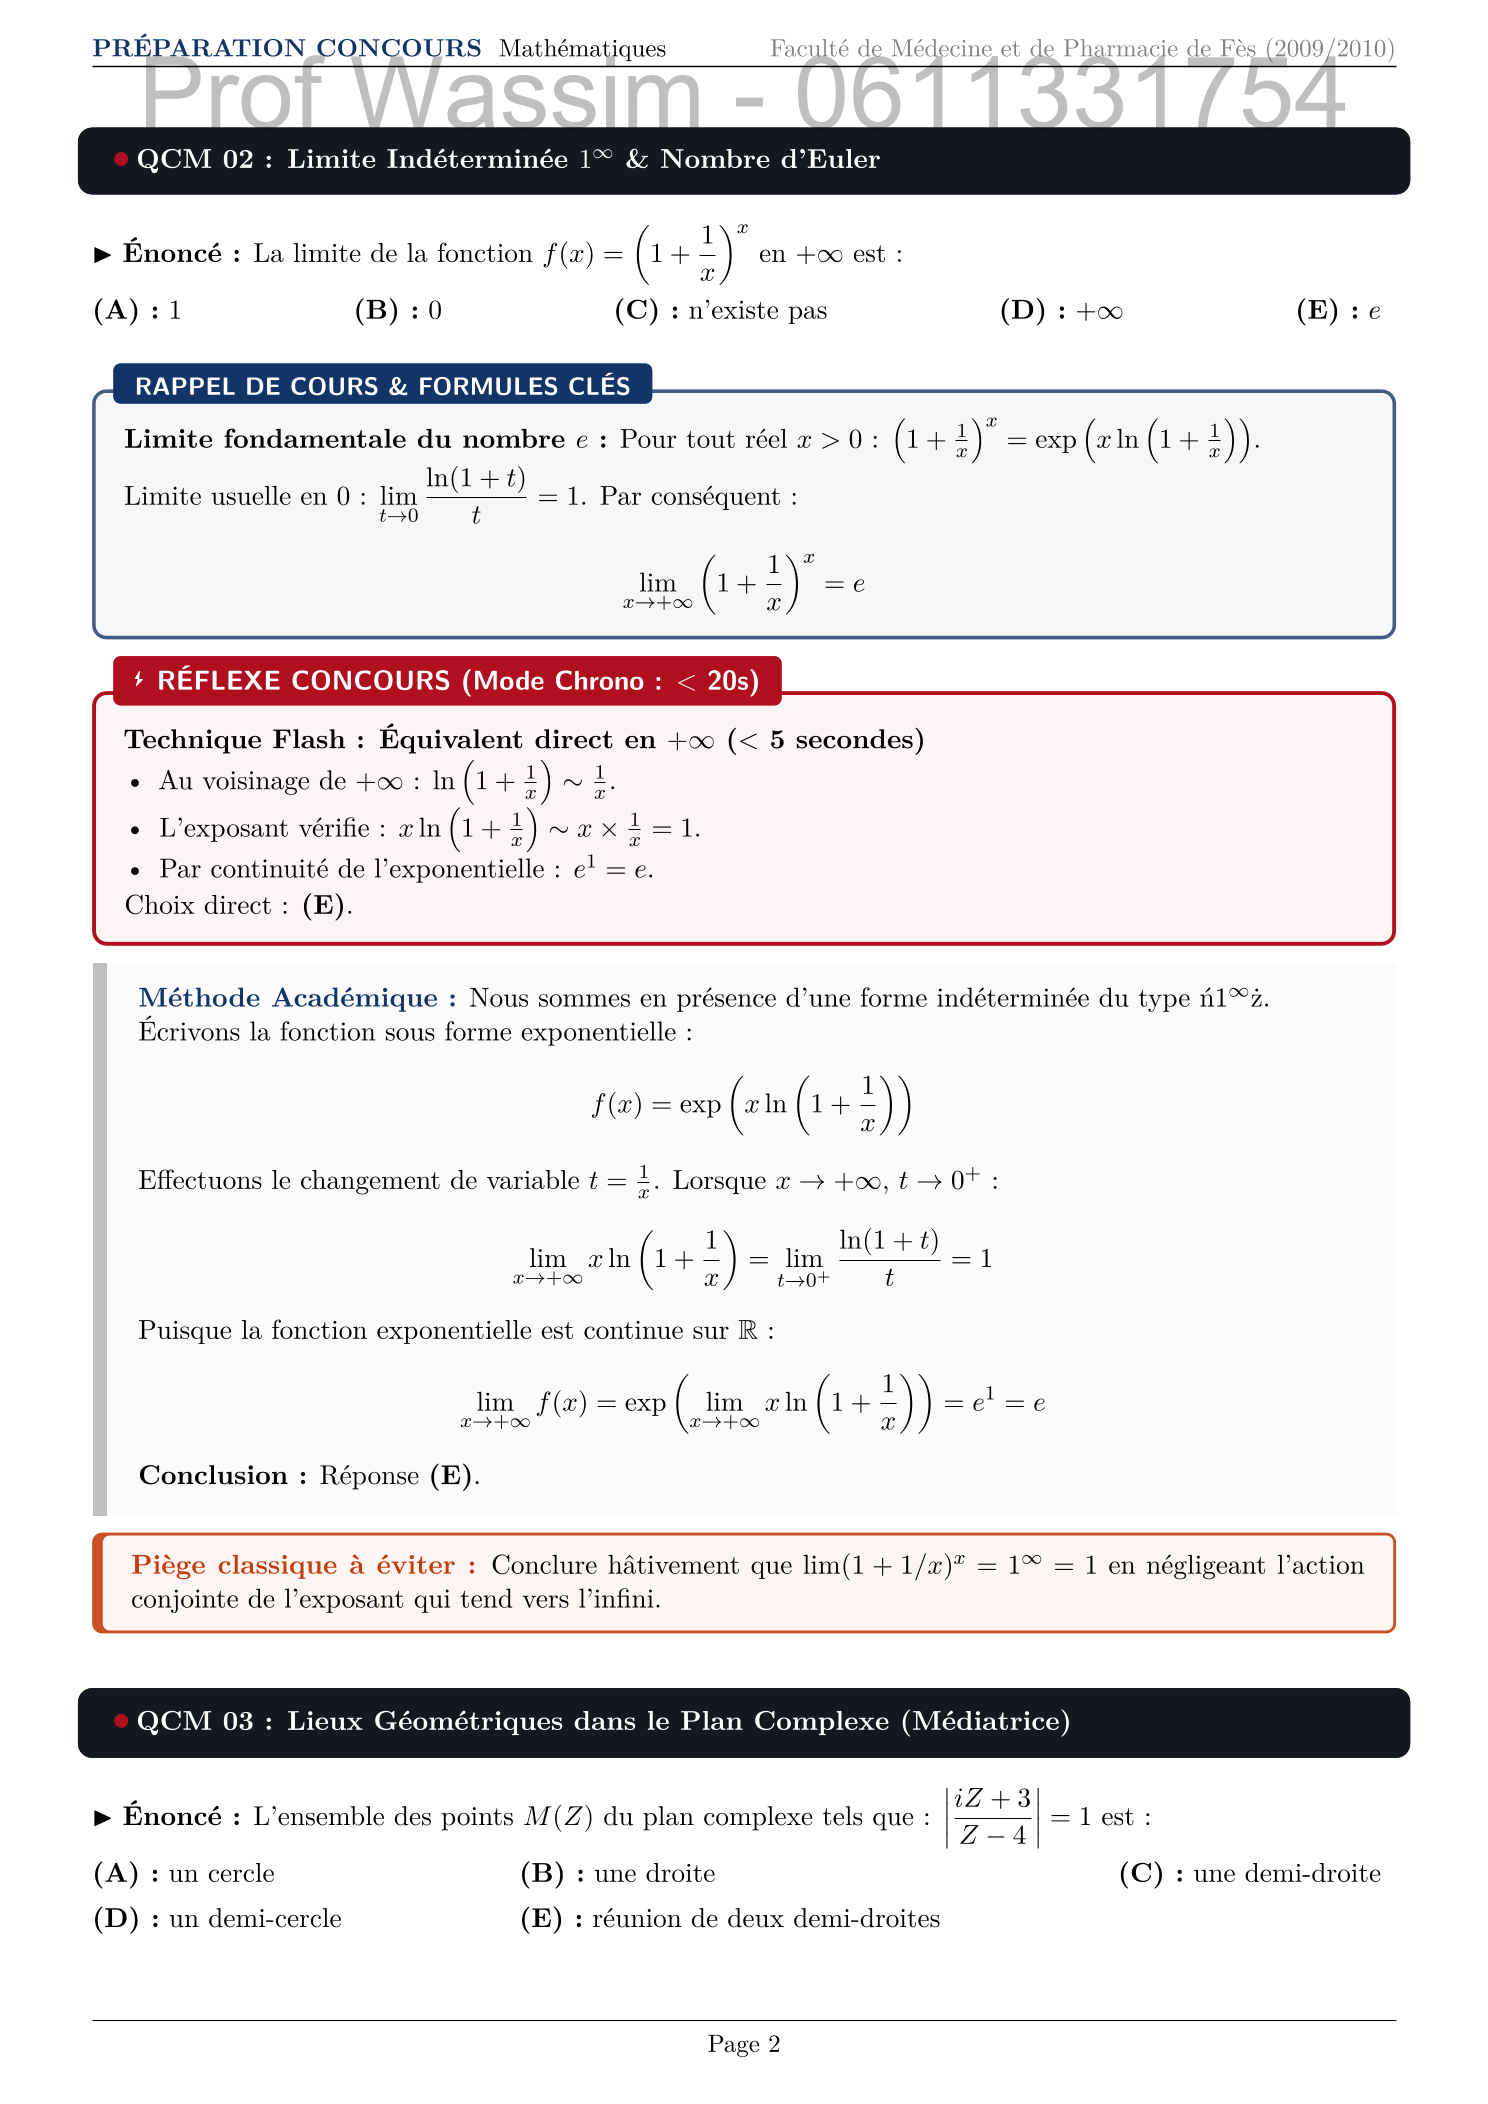 PRÉPARATION CONCOURS Mathématiques Faculté de Médecine et de Pharmacie de Fès (2009/2010)
Prof Wassim - 0611331754
QCM 02 : Limite Indéterminée 1^∞ & Nombre d'Euler
▶ Énoncé : La limite de la fonction f(x) = (1 + 1/x)^x en +∞ est :
(A) : 1 (B) : 0 (C) : n'existe pas (D) : +∞ (E) : e
RAPPEL DE COURS & FORMULES CLÉS
Limite fondamentale du nombre e : Pour tout réel x > 0 : (1 + 1/x)^x = exp(x ln(1 + 1/x)).
Limite usuelle en 0 : lim_{t→0} ln(1 + t)/t = 1. Par conséquent :
lim_{x→+∞} (1 + 1/x)^x = e
RÉFLEXE CONCOURS (Mode Chrono : < 20s)
Technique Flash : Équivalent direct en +∞ (< 5 secondes)
• Au voisinage de +∞ : ln(1 + 1/x) ∼ 1/x.
• L'exposant vérifie : x ln(1 + 1/x) ∼ x × 1/x = 1.
• Par continuité de l'exponentielle : e^1 = e.
Choix direct : (E).
Méthode Académique : Nous sommes en présence d'une forme indéterminée du type ń1^∞ż.
Écrivons la fonction sous forme exponentielle :
f(x) = exp(x ln(1 + 1/x))
Effectuons le changement de variable t = 1/x. Lorsque x → +∞, t → 0^+ :
lim_{x→+∞} x ln(1 + 1/x) = lim_{t→0^+} ln(1 + t)/t = 1
Puisque la fonction exponentielle est continue sur ℝ :
lim_{x→+∞} f(x) = exp(lim_{x→+∞} x ln(1 + 1/x)) = e^1 = e
Conclusion : Réponse (E).
Piège classique à éviter : Conclure hâtivement que lim(1 + 1/x)^x = 1^∞ = 1 en négligeant l'action
conjointe de l'exposant qui tend vers l'infini.
QCM 03 : Lieux Géométriques dans le Plan Complexe (Médiatrice)
▶ Énoncé : L'ensemble des points M(Z) du plan complexe tels que : |(iZ + 3)/(Z − 4)| = 1 est :
(A) : un cercle (B) : une droite (C) : une demi-droite
(D) : un demi-cercle (E) : réunion de deux demi-droites
Page 2